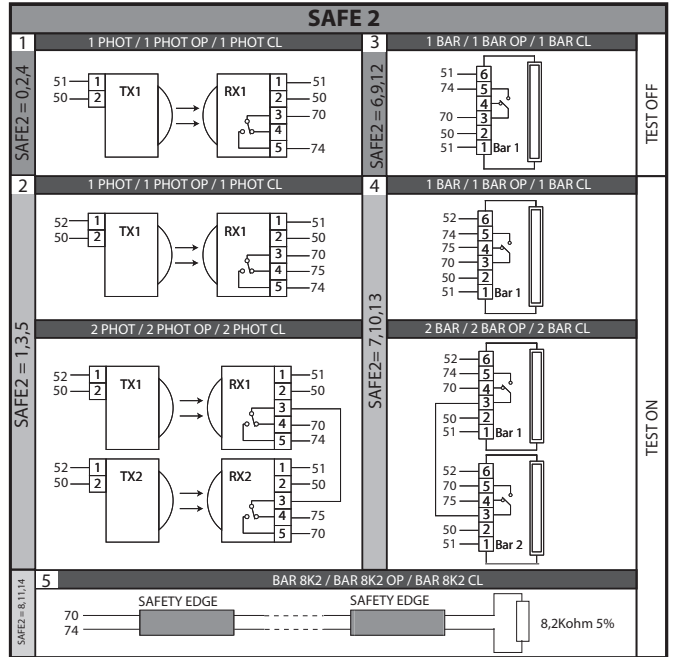 SAFE 2
1 1 PHOT / 1 PHOT OP / 1 PHOT CL
SAFE2 = 0,2,4
51 1 TX1 RX1 1 51
50 2 2 50
3 70
4
5 74
3 1 BAR / 1 BAR OP / 1 BAR CL
SAFE2 = 6,9,12
51 6
74 5
4
70 3
50 2
51 1 Bar 1
TEST OFF
2 1 PHOT / 1 PHOT OP / 1 PHOT CL
SAFE2 = 1,3,5
52 1 TX1 RX1 1 51
50 2 2 50
3 70
4 75
5 74
2 PHOT / 2 PHOT OP / 2 PHOT CL
52 1 TX1 RX1 1 51
50 2 2 50
3
4 70
5 74
52 1 TX2 RX2 1 51
50 2 2 50
3
4 75
5 70
4 1 BAR / 1 BAR OP / 1 BAR CL
SAFE2= 7,10,13
52 6
74 5
75 4
70 3
50 2
51 1 Bar 1
2 BAR / 2 BAR OP / 2 BAR CL
52 6
74 5
70 4
3
50 2
51 1 Bar 1
52 6
70 5
75 4
3
50 2
51 1 Bar 2
TEST ON
5 BAR 8K2 / BAR 8K2 OP / BAR 8K2 CL
SAFE2 = 8,11,14
SAFETY EDGE SAFETY EDGE
70
74
8,2Kohm 5%